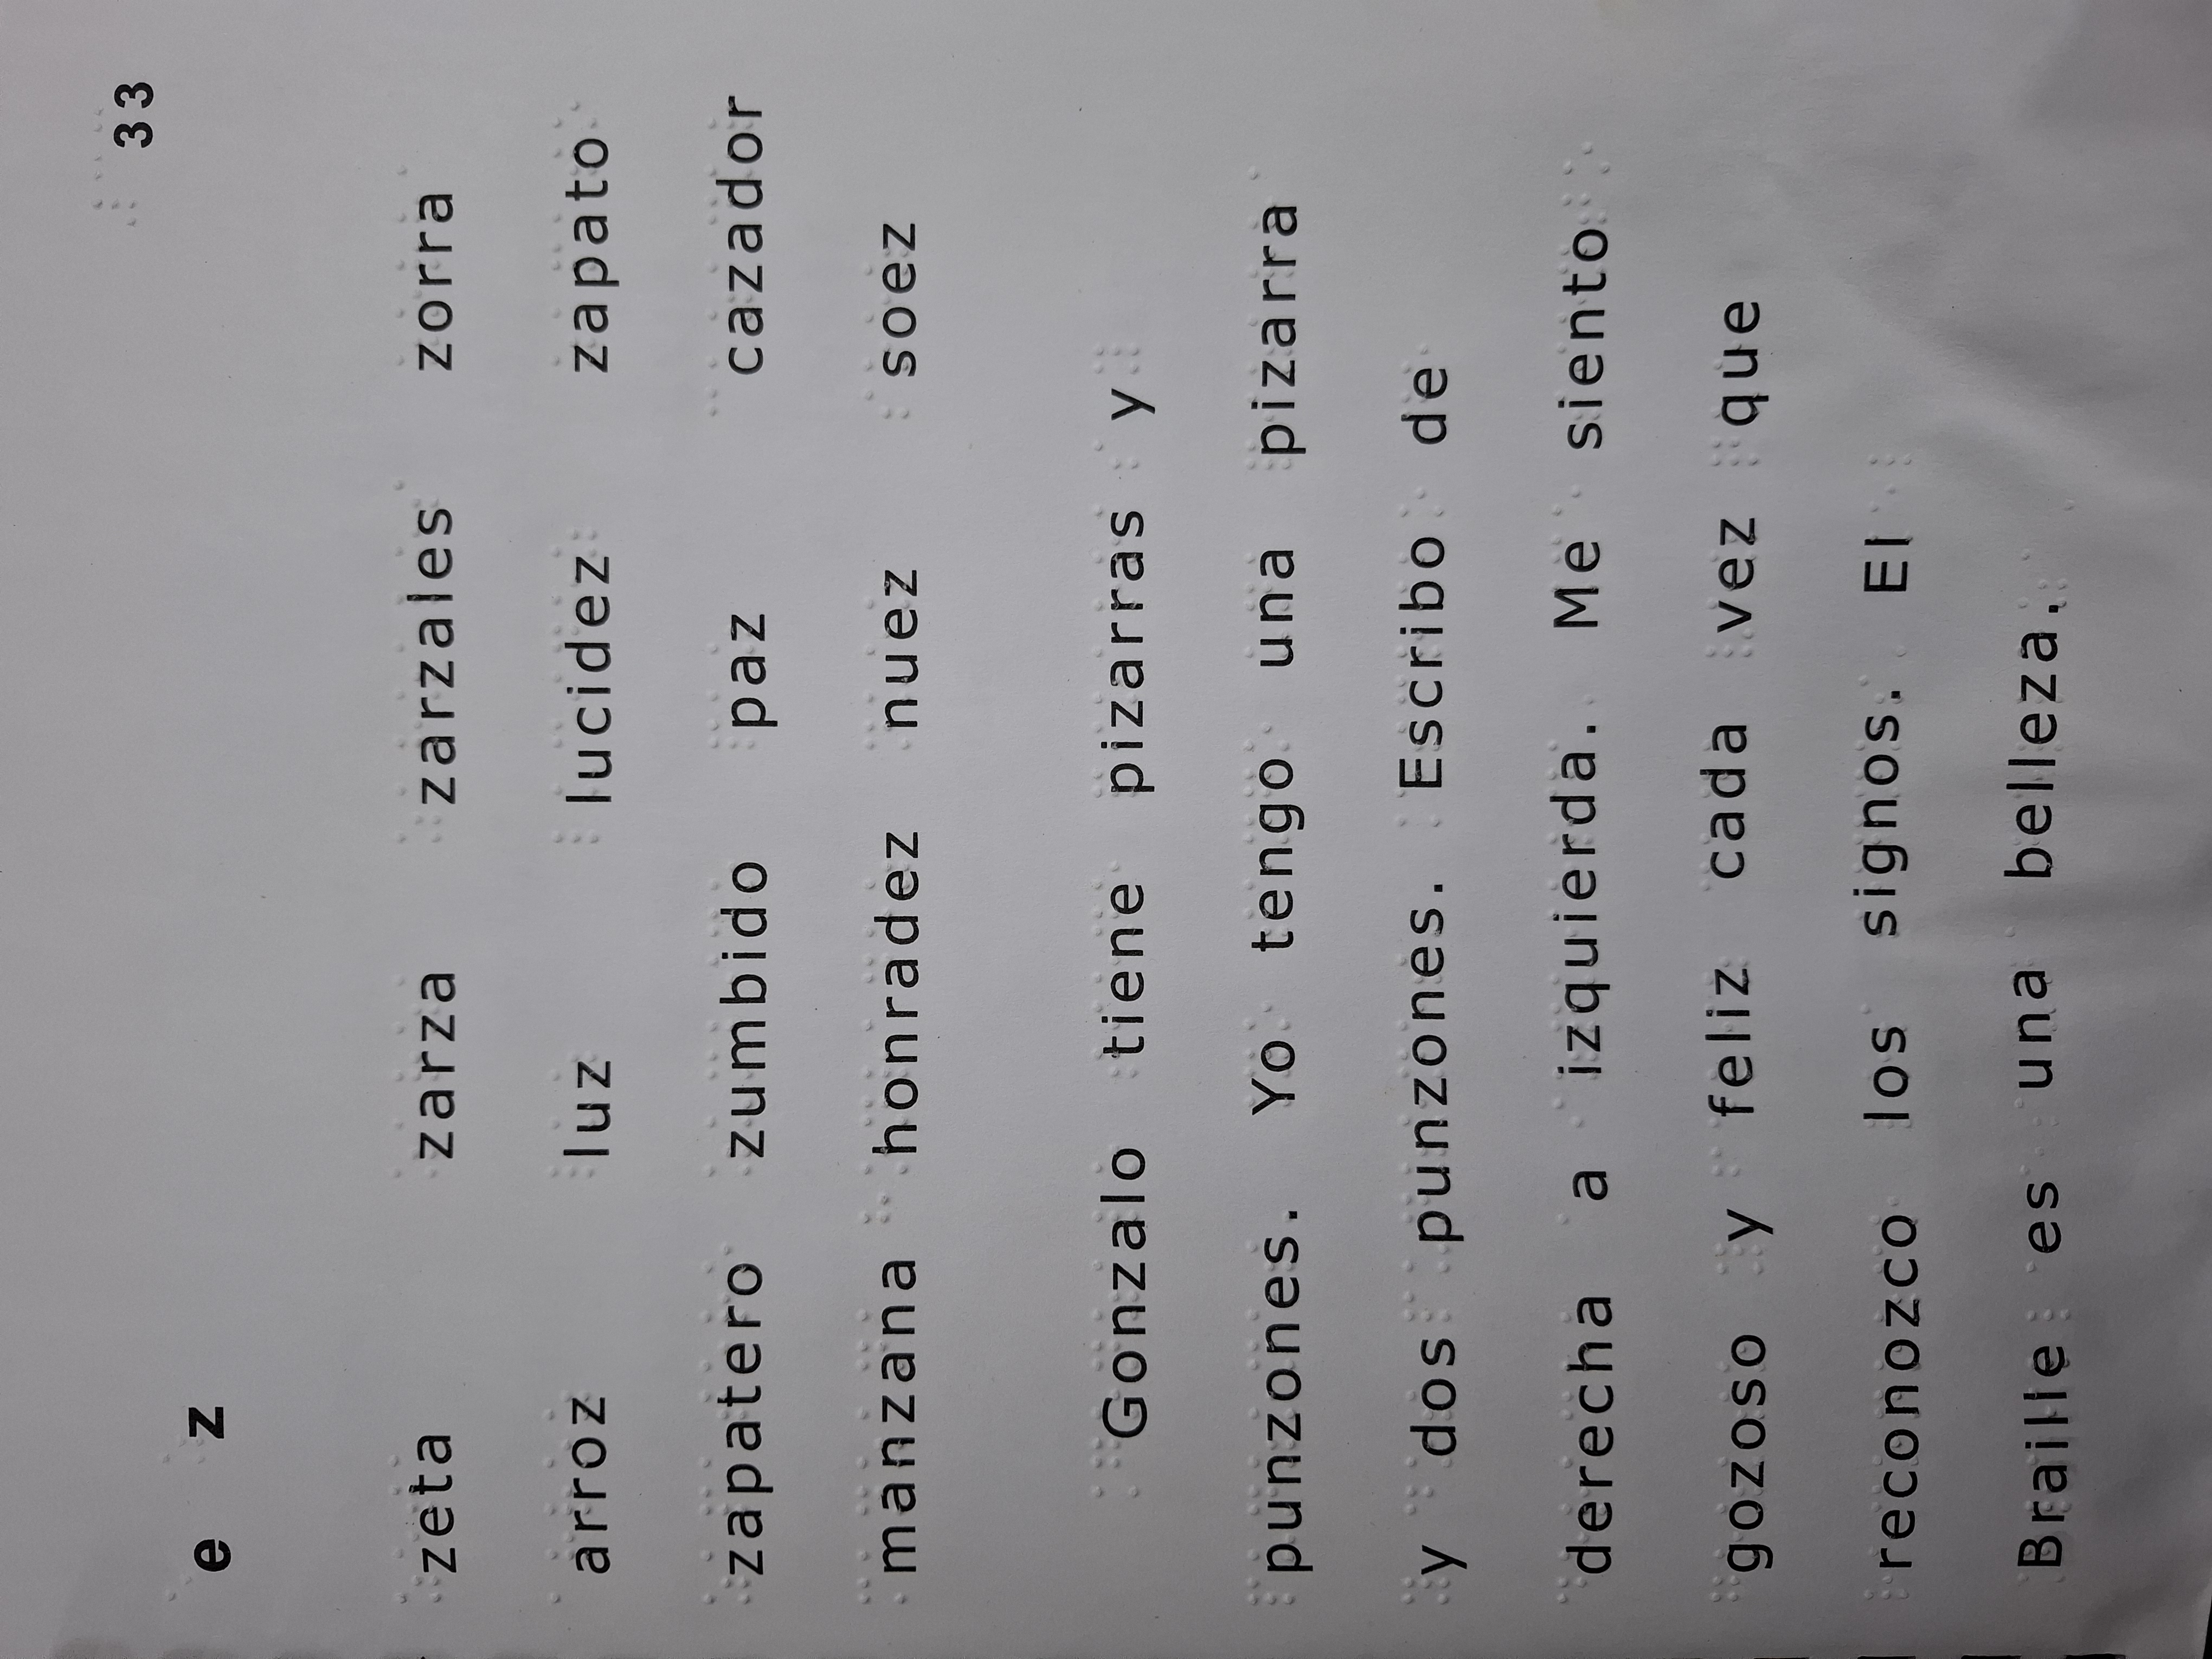 33
e z
zeta zarza zarzales zorra
arroz luz lucidez zapato
zapatero zumbido paz cazador
manzana honradez nuez soez
Gonzalo tiene pizarras y
punzones. Yo tengo una pizarra
y dos punzones. Escribo de
derecha a izquierda. Me siento
gozoso y feliz cada vez que
reconozco los signos. El
Braille es una belleza.